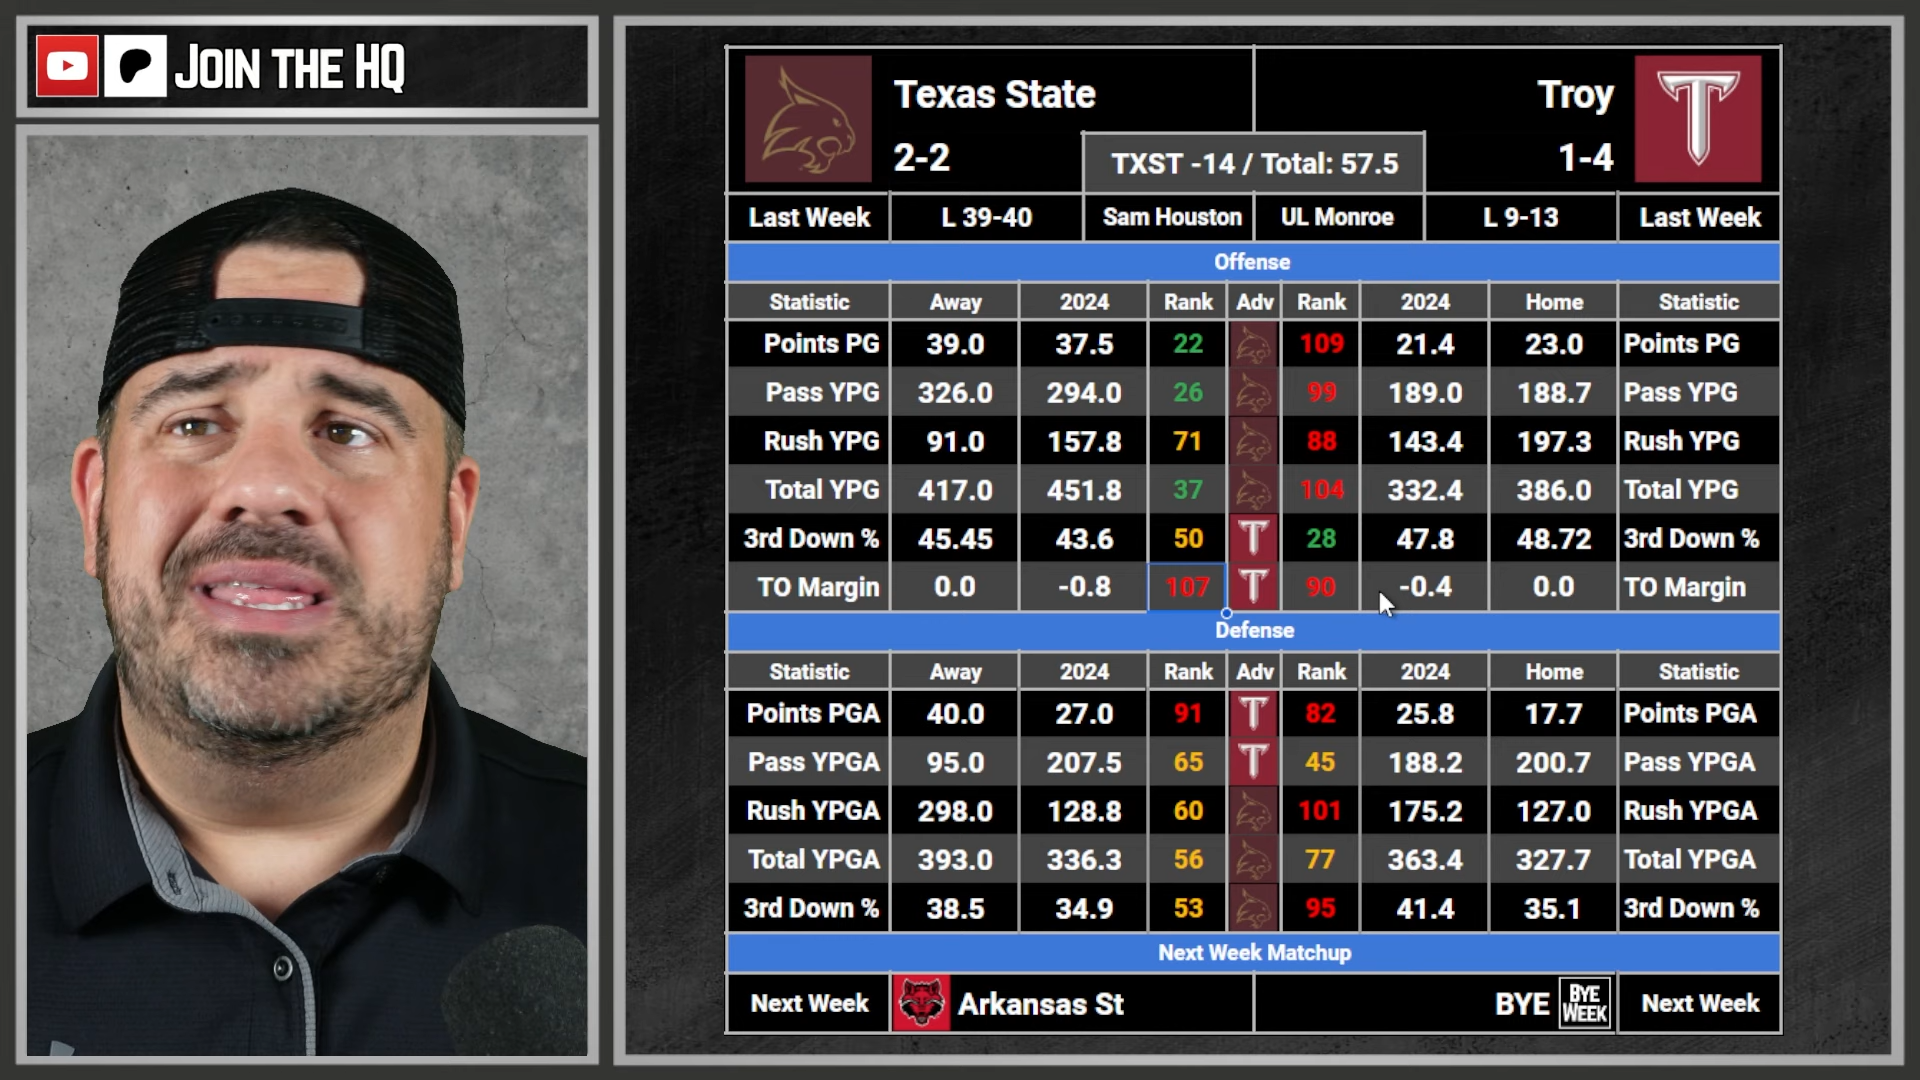 JOIN THE HQ
Texas State
Troy
2-2
TXST -14 / Total: 57.5
1-4
Last Week L 39-40 Sam Houston UL Monroe L 9-13 Last Week
Offense
Statistic Away 2024 Rank Adv Rank 2024 Home Statistic
Points PG 39.0 37.5 22 109 21.4 23.0 Points PG
Pass YPG 326.0 294.0 26 99 189.0 188.7 Pass YPG
Rush YPG 91.0 157.8 71 88 143.4 197.3 Rush YPG
Total YPG 417.0 451.8 37 104 332.4 386.0 Total YPG
3rd Down % 45.45 43.6 50 T 28 47.8 48.72 3rd Down %
TO Margin 0.0 -0.8 107 T 90 -0.4 0.0 TO Margin
Defense
Statistic Away 2024 Rank Adv Rank 2024 Home Statistic
Points PGA 40.0 27.0 91 T 82 25.8 17.7 Points PGA
Pass YPGA 95.0 207.5 65 T 45 188.2 200.7 Pass YPGA
Rush YPGA 298.0 128.8 60 101 175.2 127.0 Rush YPGA
Total YPGA 393.0 336.3 56 77 363.4 327.7 Total YPGA
3rd Down % 38.5 34.9 53 95 41.4 35.1 3rd Down %
Next Week Matchup
Next Week Arkansas St BYE BYE WEEK Next Week